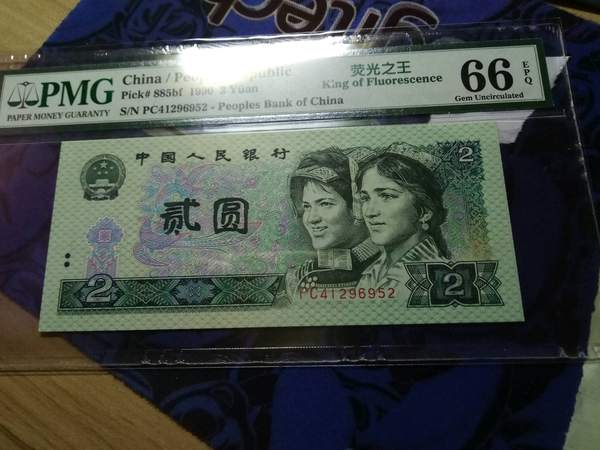 PMG
PAPER MONEY GUARANTY
China / People's Republic
Pick# 885bf 1990 2 Yüan
S/N PC41296952 - Peoples Bank of China
荧光之王
King of Fluorescence
66
EPQ
Gem Uncirculated
中国人民银行
2
贰圆
PC41296952
2
2